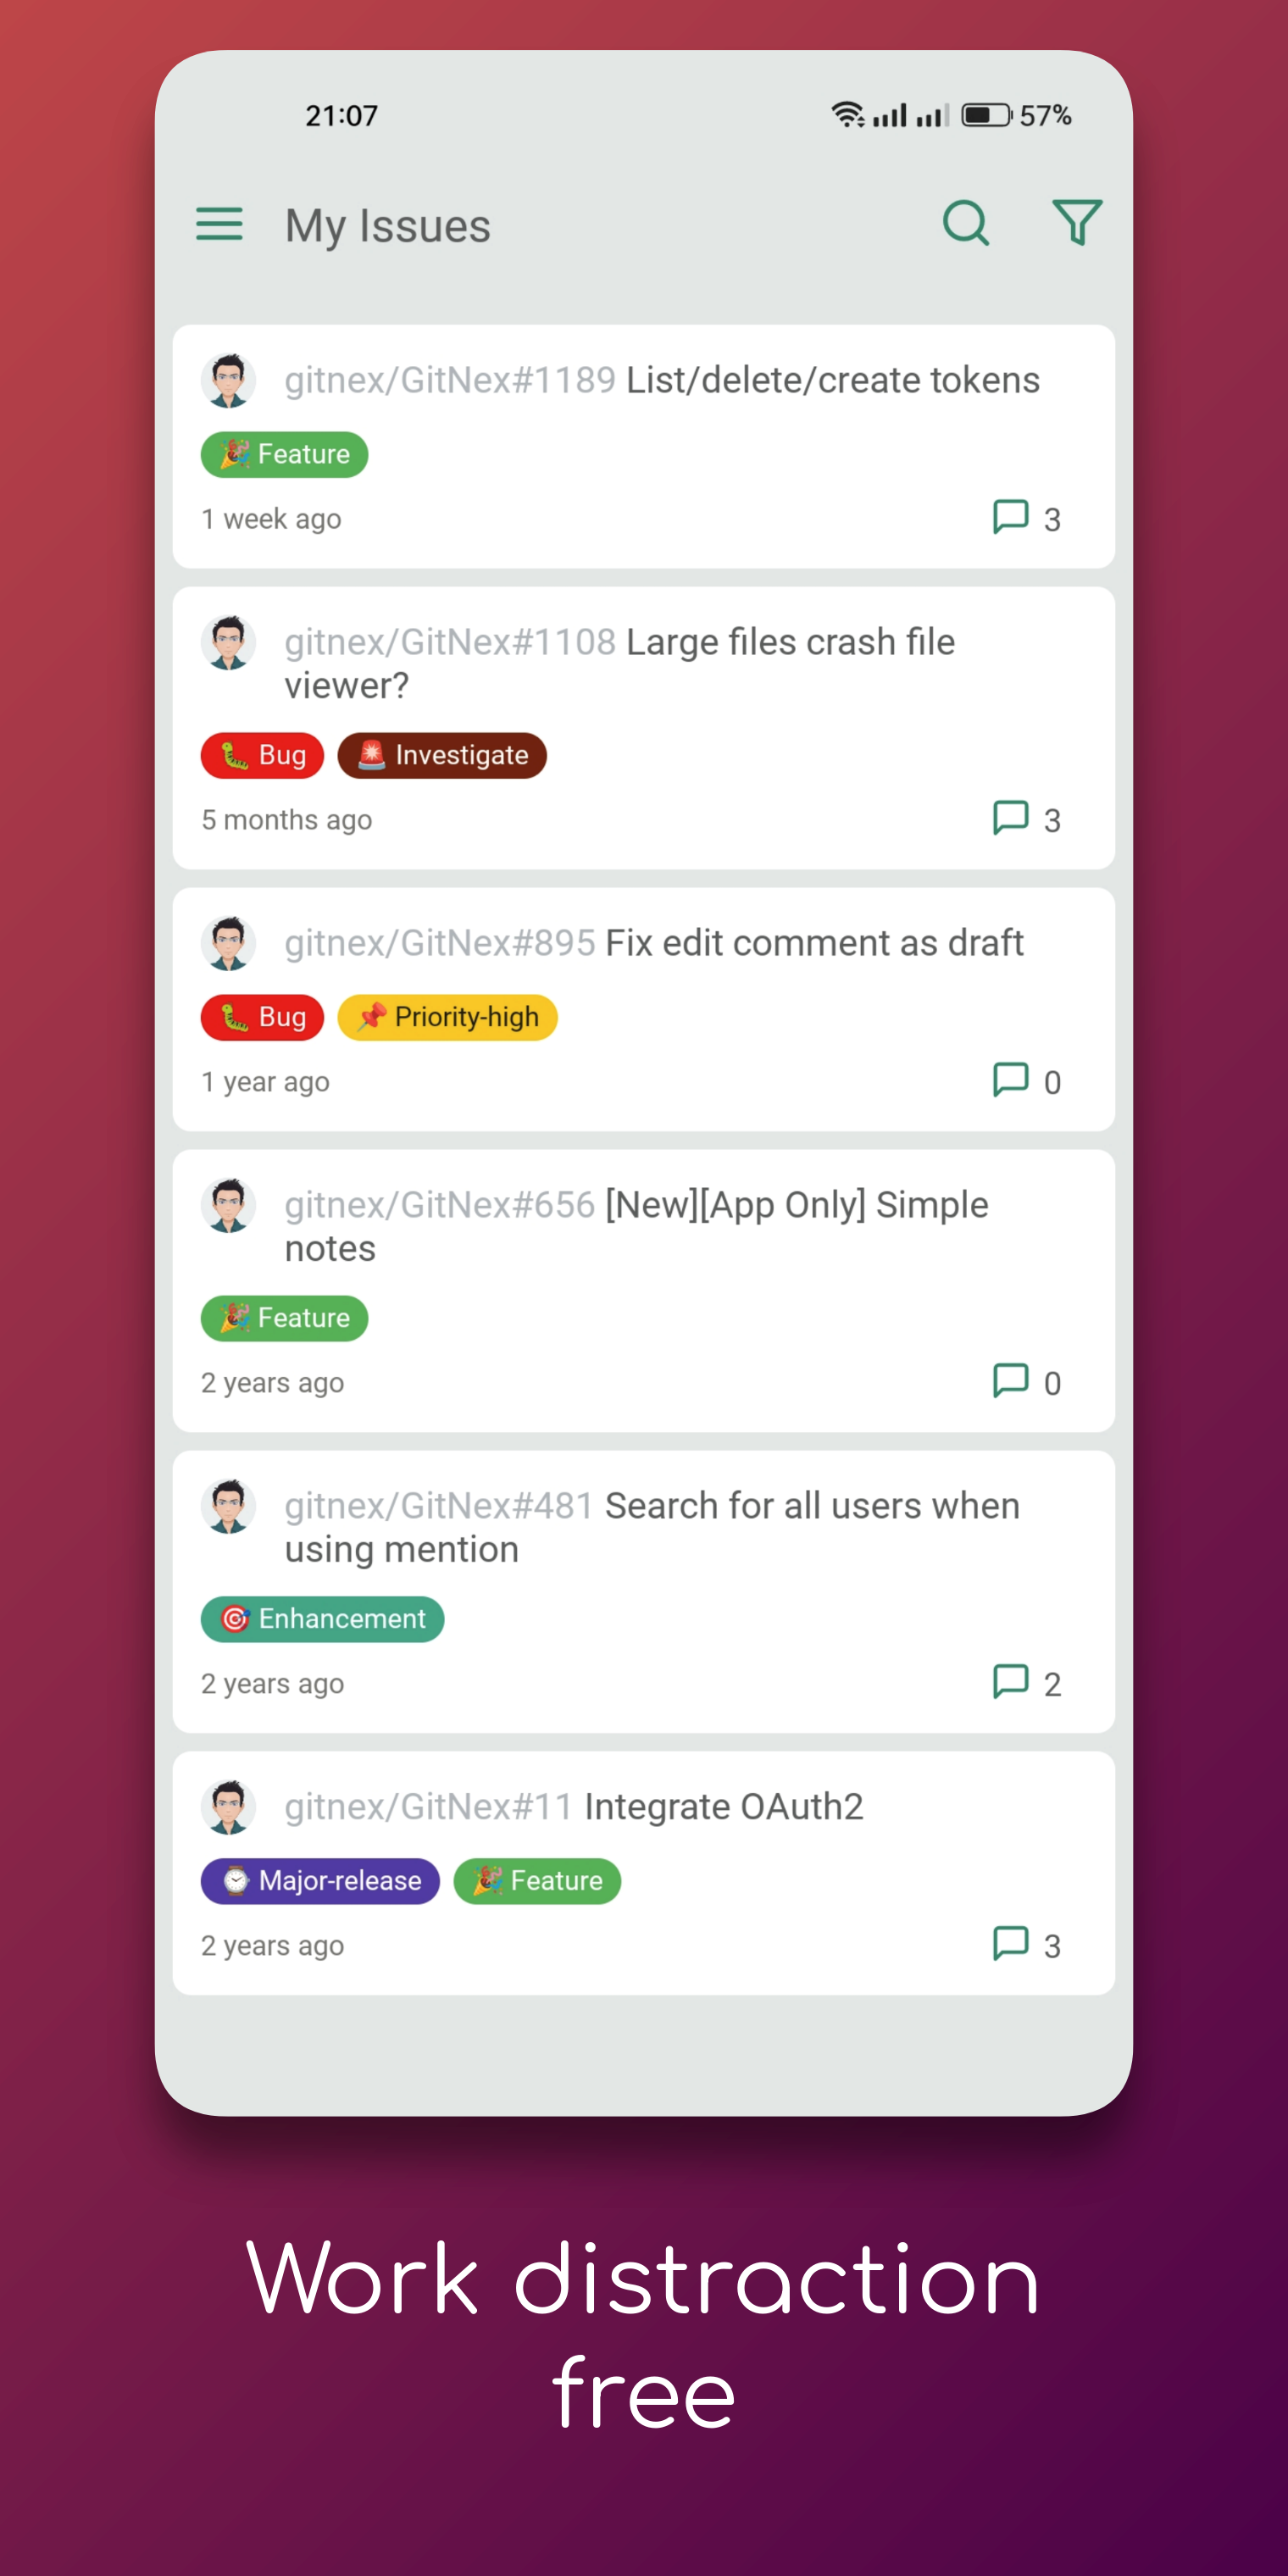 21:07 57%
My Issues
gitnex/GitNex#1189 List/delete/create tokens
🎉 Feature
1 week ago 3
gitnex/GitNex#1108 Large files crash file
viewer?
🐛 Bug 🚨 Investigate
5 months ago 3
gitnex/GitNex#895 Fix edit comment as draft
🐛 Bug 📌 Priority-high
1 year ago 0
gitnex/GitNex#656 [New][App Only] Simple
notes
🎉 Feature
2 years ago 0
gitnex/GitNex#481 Search for all users when
using mention
🎯 Enhancement
2 years ago 2
gitnex/GitNex#11 Integrate OAuth2
⌚ Major-release 🎉 Feature
2 years ago 3
Work distraction
free